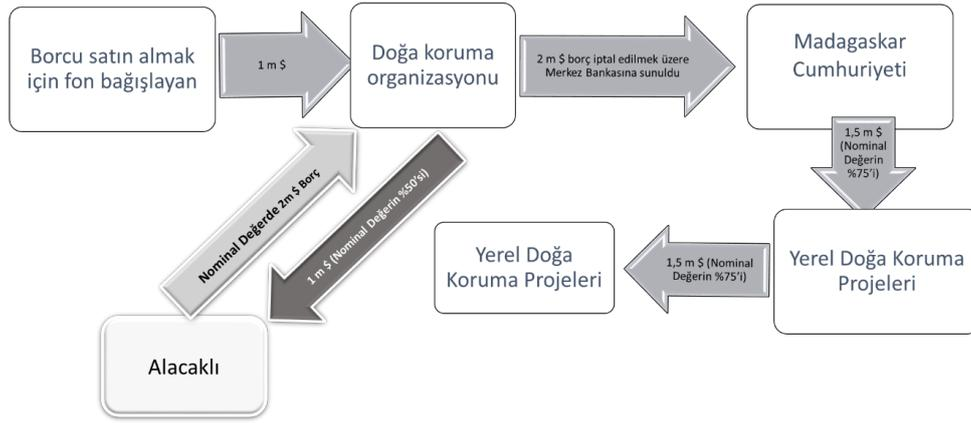 Borcu satın almak
için fon bağışlayan
1 m $
Doğa koruma
organizasyonu
2 m $ borç iptal edilmek üzere
Merkez Bankasına sunuldu
Madagaskar
Cumhuriyeti
1,5 m $
(Nominal
Değerin
%75'i)
Nominal Değerde 2m $ Borç
1 m $ (Nominal Değerin %50'si)
Yerel Doğa
Koruma Projeleri
1,5 m $ (Nominal
Değerin %75'i)
Yerel Doğa Koruma
Projeleri
Alacaklı